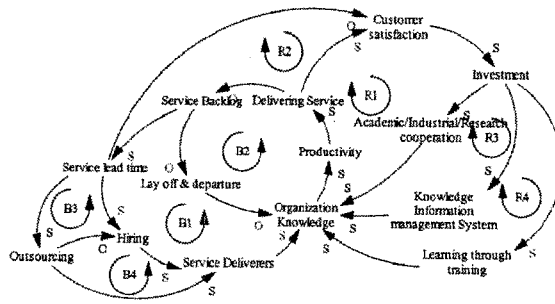 Customer
satisfaction
O
S
S
R2
Investment
R1
S
Service Backlog
Delivering Service
S
Academic/Industrial/Research
cooperation
S
R3
B2
Productivity
S
Service lead time
S
O
Lay off & departure
S
S
Knowledge
Information
management System
R4
B3
S
B1
Organization
Knowledge
O
S
S
S
Hiring
O
S
S
Outsourcing
B4
S
Service Deliverers
S
Learning through
training